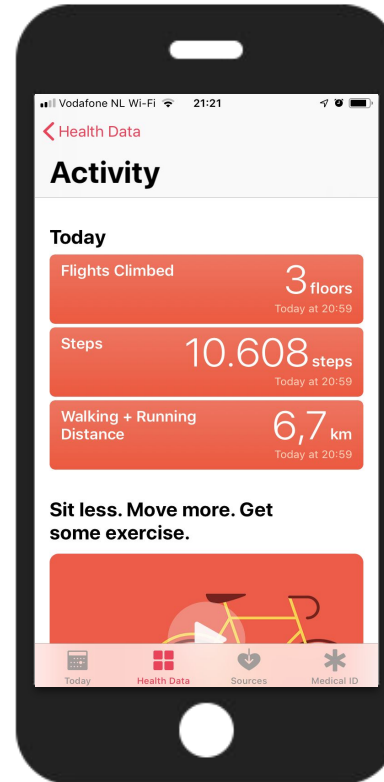 Vodafone NL Wi-Fi 21:21
Health Data
Activity
Today
Flights Climbed
3 floors
Today at 20:59
Steps
10.608 steps
Today at 20:59
Walking + Running
Distance
6,7 km
Today at 20:59
Sit less. Move more. Get
some exercise.
Today Health Data Sources Medical ID